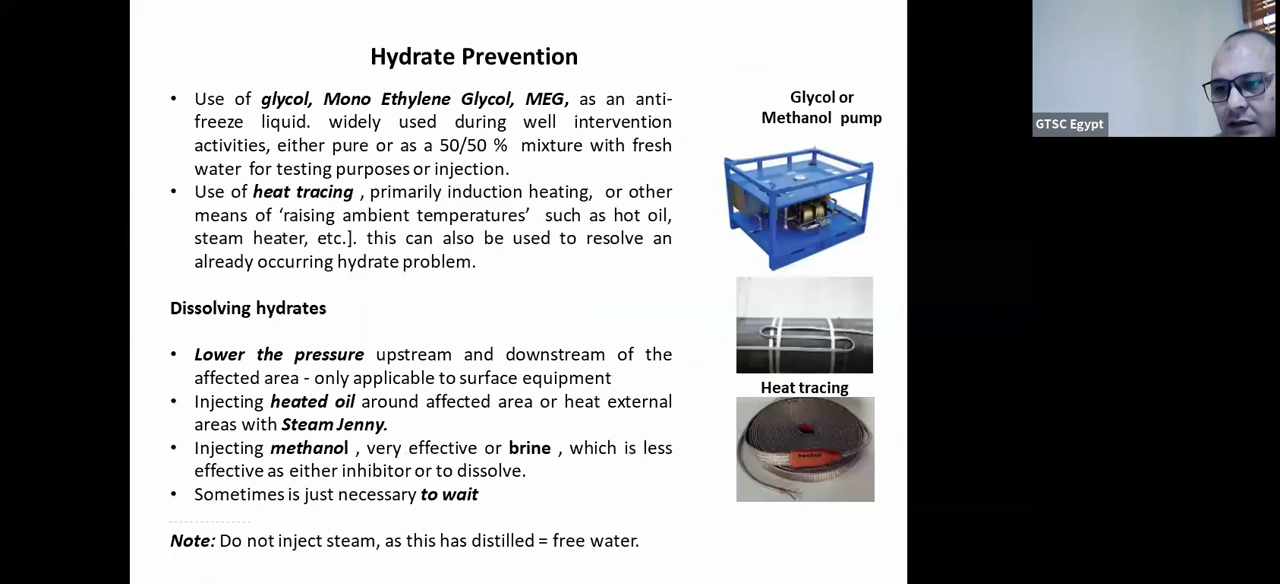 Hydrate Prevention
• Use of glycol, Mono Ethylene Glycol, MEG, as an anti-
freeze liquid. widely used during well intervention
activities, either pure or as a 50/50 % mixture with fresh
water for testing purposes or injection.
• Use of heat tracing , primarily induction heating, or other
means of ‘raising ambient temperatures’ such as hot oil,
steam heater, etc.]. this can also be used to resolve an
already occurring hydrate problem.
Dissolving hydrates
• Lower the pressure upstream and downstream of the
affected area - only applicable to surface equipment
• Injecting heated oil around affected area or heat external
areas with Steam Jenny.
• Injecting methanol , very effective or brine , which is less
effective as either inhibitor or to dissolve.
• Sometimes is just necessary to wait
Note: Do not inject steam, as this has distilled = free water.
Glycol or
Methanol pump
Heat tracing
GTSC Egypt